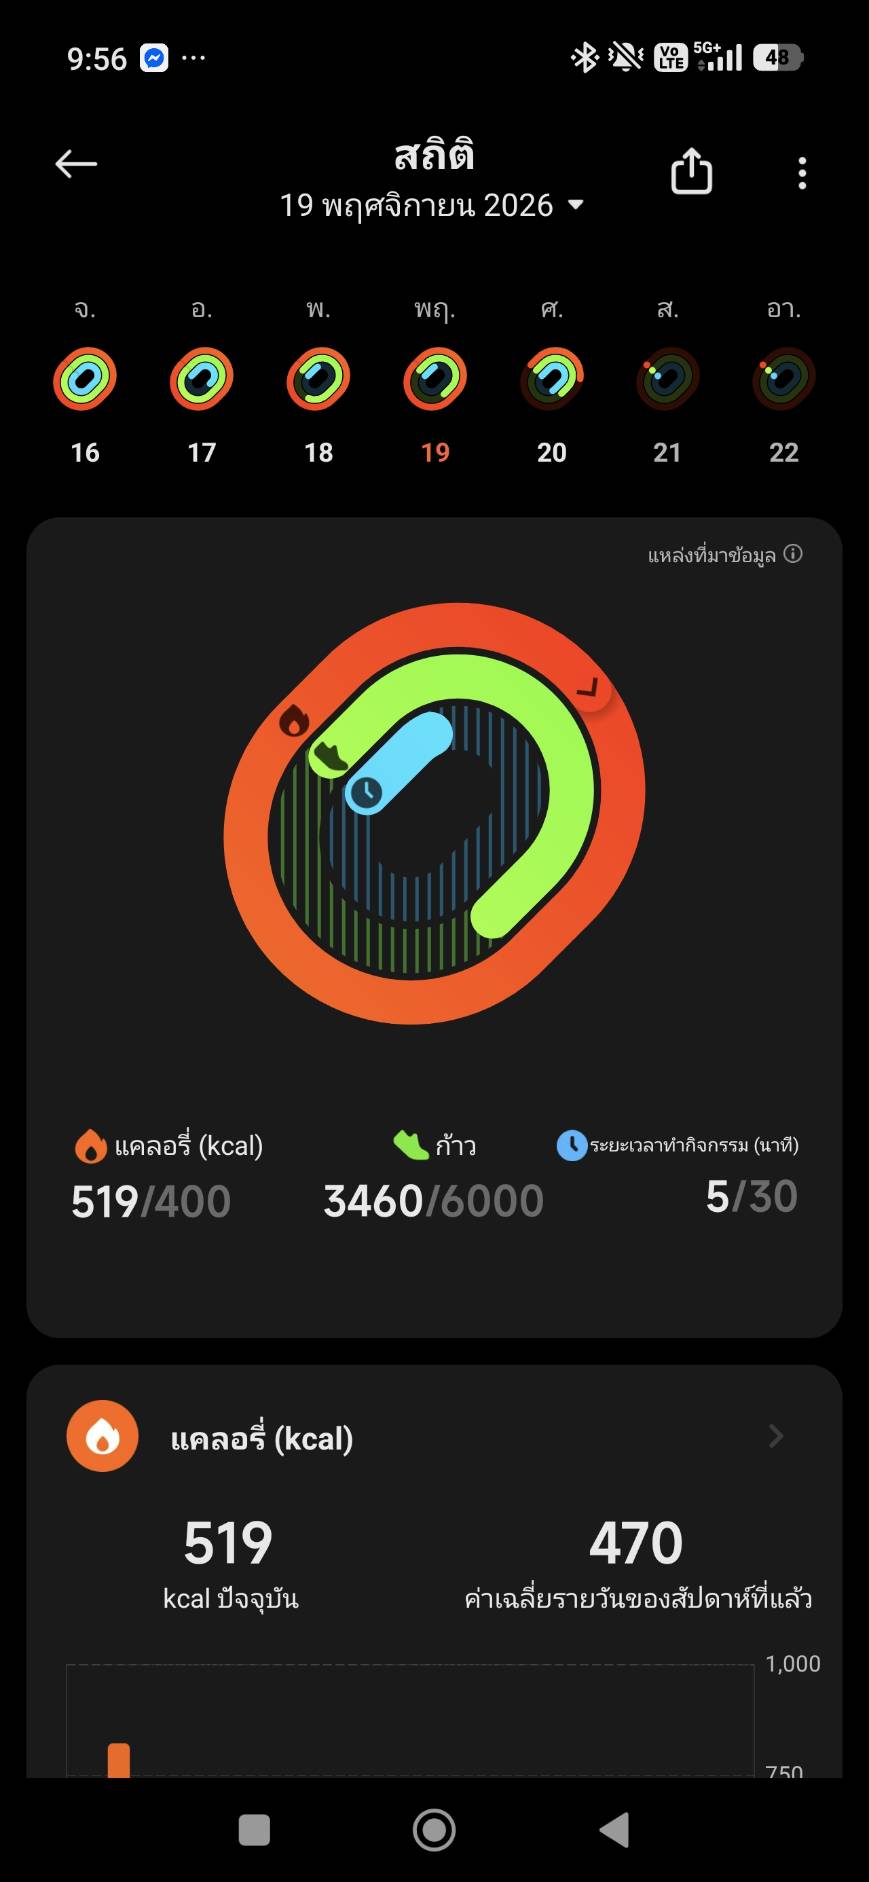 9:56 ...
Vo LTE 5G+ 48
สถิติ
19 พฤศจิกายน 2026
จ. อ. พ. พฤ. ศ. ส. อา.
16 17 18 19 20 21 22
แหล่งที่มาข้อมูล
แคลอรี่ (kcal) ก้าว ระยะเวลาทำกิจกรรม (นาที)
519/400 3460/6000 5/30
แคลอรี่ (kcal)
519 470
kcal ปัจจุบัน ค่าเฉลี่ยรายวันของสัปดาห์ที่แล้ว
1,000
750